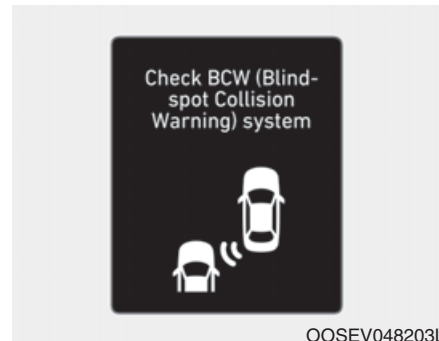 Check BCW (Blind-
spot Collision
Warning) system
OOSEV048203L